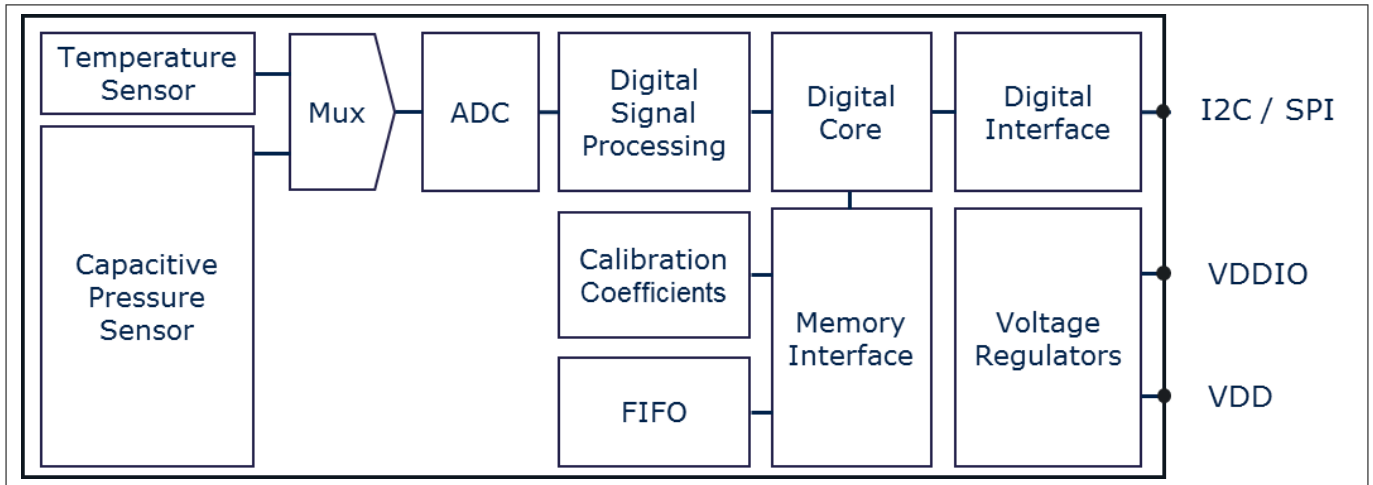 Temperature
Sensor
Mux
ADC
Digital
Signal
Processing
Digital
Core
Digital
Interface
I2C / SPI
Capacitive
Pressure
Sensor
Calibration
Coefficients
Memory
Interface
Voltage
Regulators
VDDIO
FIFO
VDD